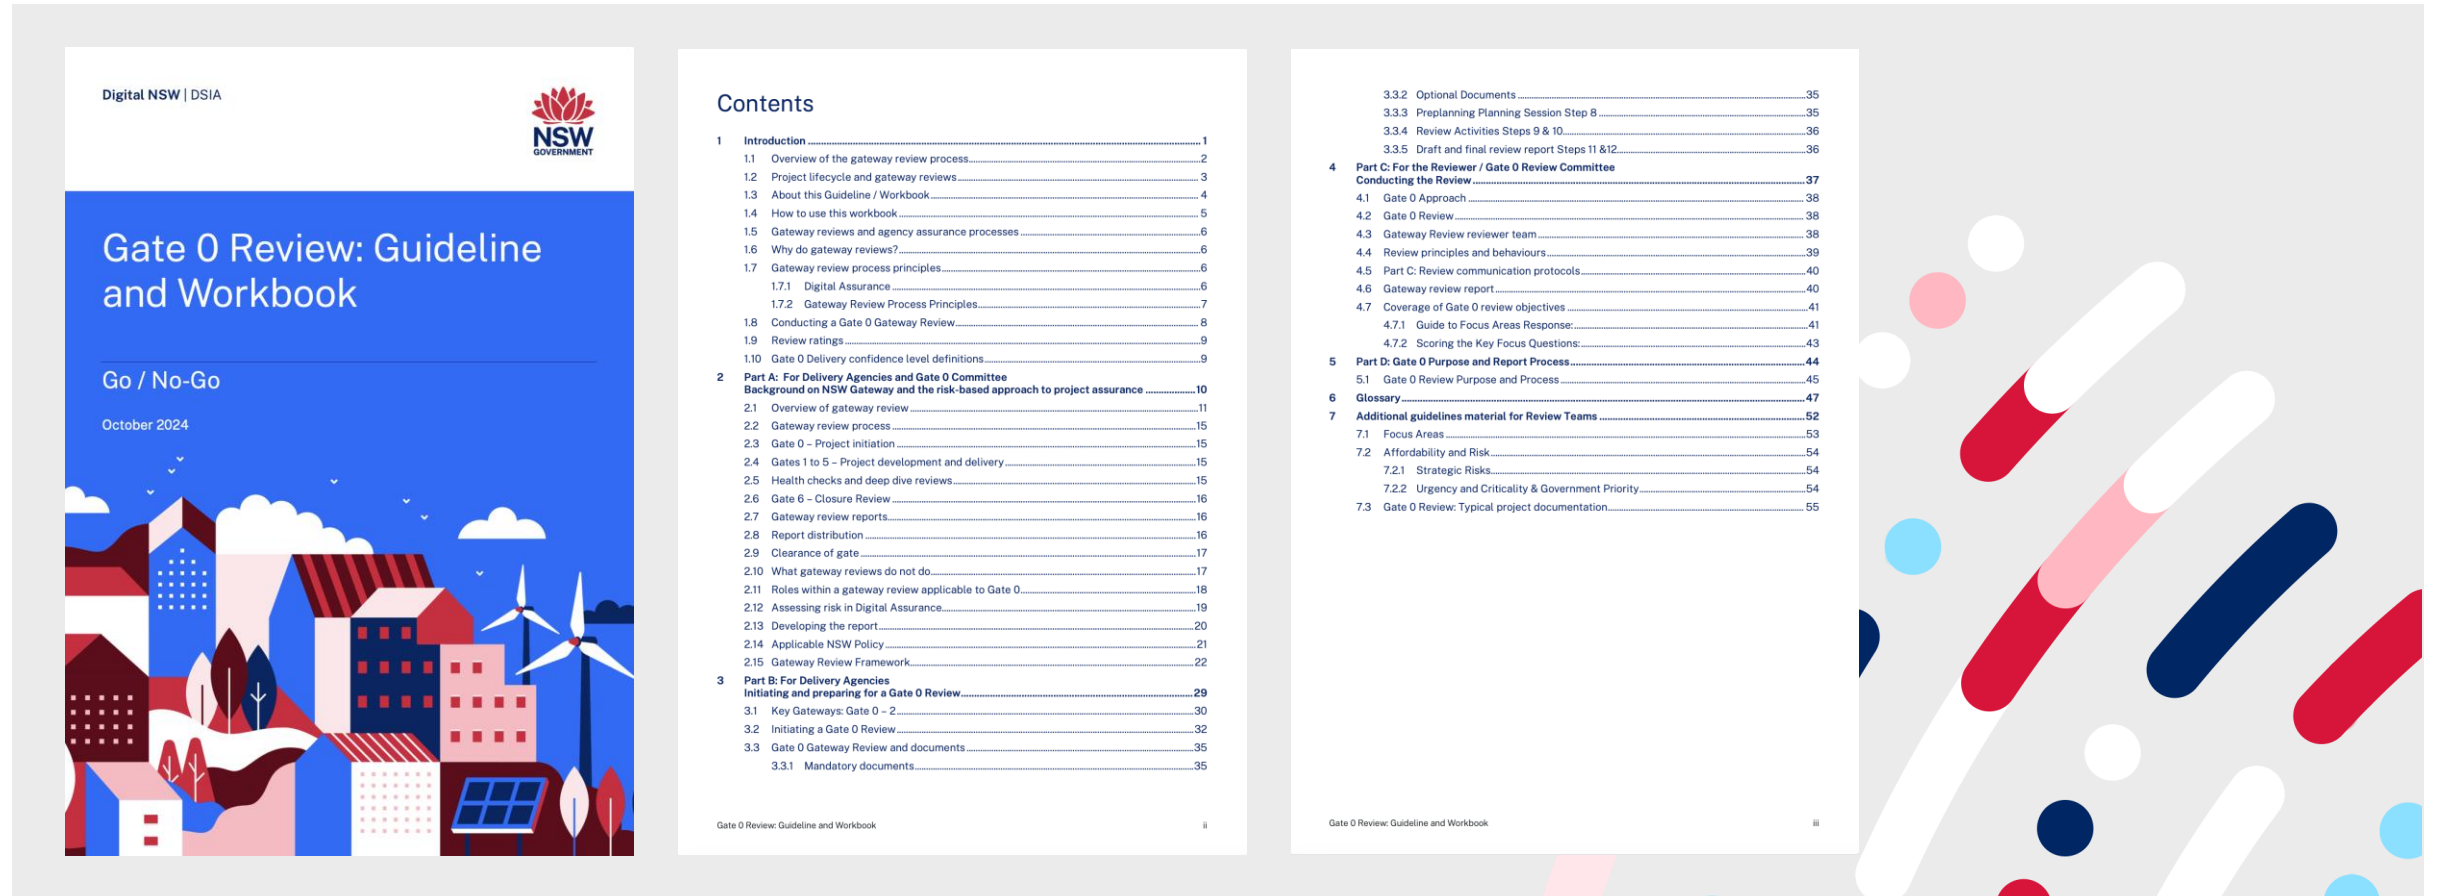 Digital NSW | DSIA
NSW
GOVERNMENT
Gate 0 Review: Guideline
and Workbook
Go / No-Go
October 2024
Contents
1 Introduction 1
1.1 Overview of the gateway review process 2
1.2 Project lifecycle and gateway reviews 3
1.3 About this Guideline / Workbook 4
1.4 How to use this workbook 5
1.5 Gateway reviews and agency assurance processes 6
1.6 Why do gateway reviews? 6
1.7 Gateway review process principles 6
1.7.1 Digital Assurance 6
1.7.2 Gateway Review Process Principles 7
1.8 Conducting a Gate 0 Gateway Review 8
1.9 Review ratings 9
1.10 Gate 0 Delivery confidence level definitions 9
2 Part A: For Delivery Agencies and Gate 0 Committee
Background on NSW Gateway and the risk-based approach to project assurance 10
2.1 Overview of gateway review 11
2.2 Gateway review process 15
2.3 Gate 0 – Project initiation 15
2.4 Gates 1 to 5 – Project development and delivery 15
2.5 Health checks and deep dive reviews 15
2.6 Gate 6 – Closure Review 16
2.7 Gateway review reports 16
2.8 Report distribution 16
2.9 Clearance of gate 17
2.10 What gateway reviews do not do 17
2.11 Roles within a gateway review applicable to Gate 0 18
2.12 Assessing risk in Digital Assurance 19
2.13 Developing the report 20
2.14 Applicable NSW Policy 21
2.15 Gateway Review Framework 22
3 Part B: For Delivery Agencies
Initiating and preparing for a Gate 0 Review 29
3.1 Key Gateways: Gate 0 – 2 30
3.2 Initiating a Gate 0 Review 32
3.3 Gate 0 Gateway Review and documents 35
3.3.1 Mandatory documents 35
Gate 0 Review: Guideline and Workbook ii
3.3.2 Optional Documents 35
3.3.3 Preplanning Planning Session Step 8 35
3.3.4 Review Activities Steps 9 & 10 36
3.3.5 Draft and final review report Steps 11 &12 36
4 Part C: For the Reviewer / Gate 0 Review Committee
Conducting the Review 37
4.1 Gate 0 Approach 38
4.2 Gate 0 Review 38
4.3 Gateway Review reviewer team 38
4.4 Review principles and behaviours 39
4.5 Part C: Review communication protocols 40
4.6 Gateway review report 40
4.7 Coverage of Gate 0 review objectives 41
4.7.1 Guide to Focus Areas Response: 41
4.7.2 Scoring the Key Focus Questions: 43
5 Part D: Gate 0 Purpose and Report Process 44
5.1 Gate 0 Review Purpose and Process 45
6 Glossary 47
7 Additional guidelines material for Review Teams 52
7.1 Focus Areas 53
7.2 Affordability and Risk 54
7.2.1 Strategic Risks 54
7.2.2 Urgency and Criticality & Government Priority 54
7.3 Gate 0 Review: Typical project documentation 55
Gate 0 Review: Guideline and Workbook iii